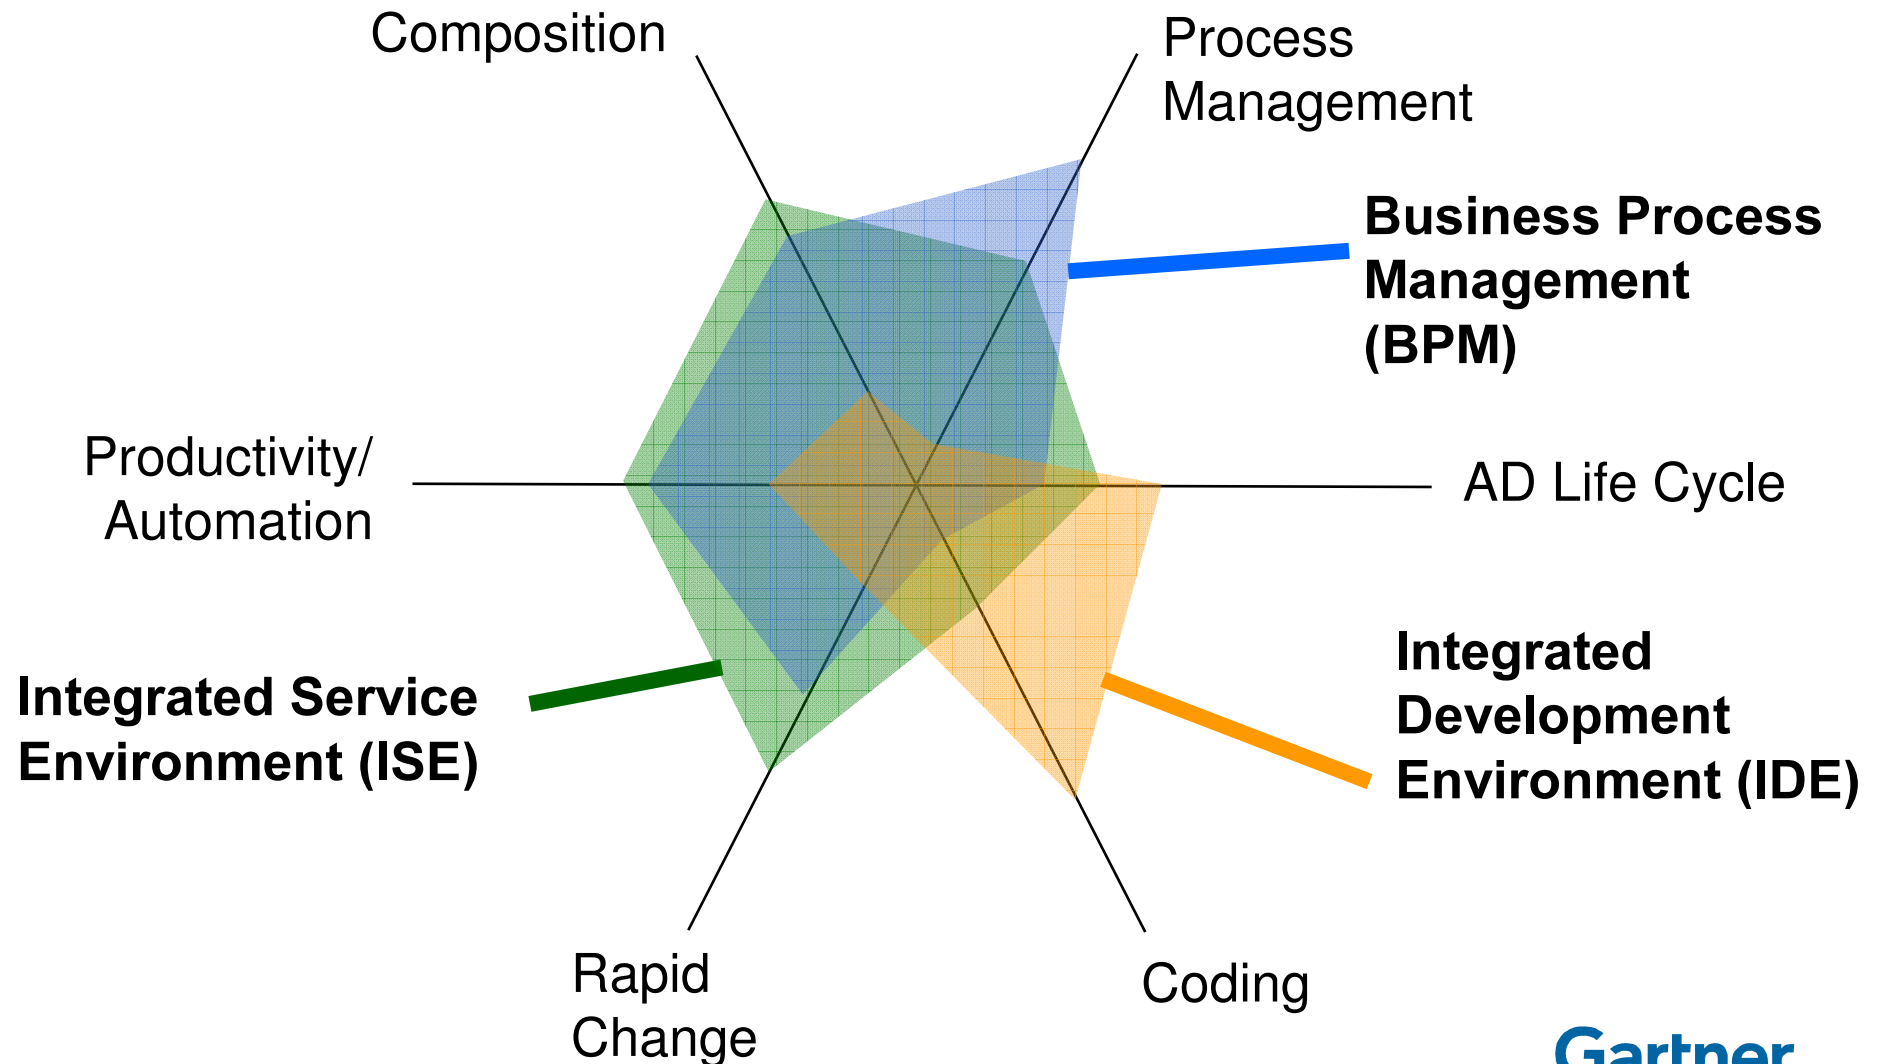 Composition
Process
Management
Business Process
Management
(BPM)
Productivity/
Automation
AD Life Cycle
Integrated Service
Environment (ISE)
Integrated
Development
Environment (IDE)
Rapid
Change
Coding
Gartner